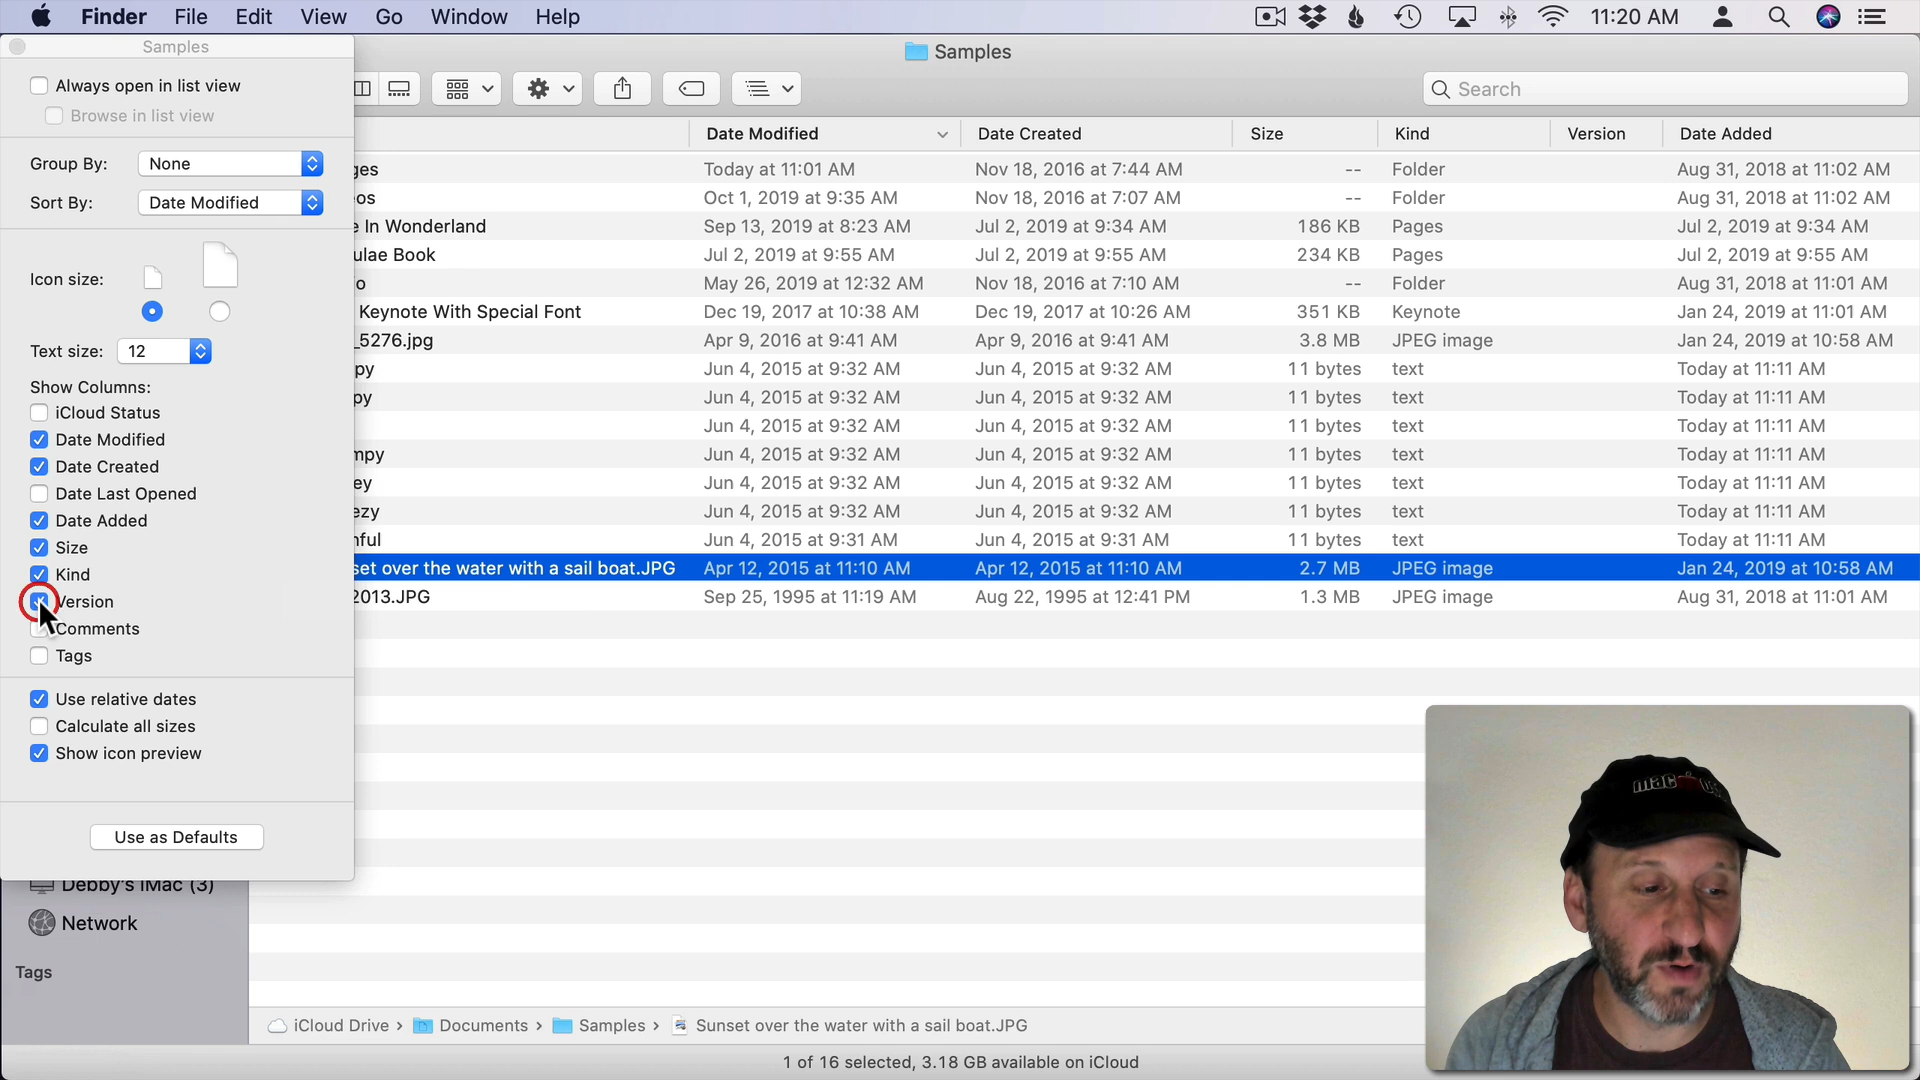 Finder File Edit View Go Window Help 11:20 AM
Samples
Always open in list view
Browse in list view
Group By: None
Sort By: Date Modified
Icon size:
Text size: 12
Show Columns:
iCloud Status
Date Modified
Date Created
Date Last Opened
Date Added
Size
Kind
Version
Comments
Tags
Use relative dates
Calculate all sizes
Show icon preview
Use as Defaults
Debby's iMac (3)
Network
Tags
Samples
Search
Date Modified Date Created Size Kind Version Date Added
ges Today at 11:01 AM Nov 18, 2016 at 7:44 AM -- Folder Aug 31, 2018 at 11:02 AM
eos Oct 1, 2019 at 9:35 AM Nov 18, 2016 at 7:07 AM -- Folder Aug 31, 2018 at 11:02 AM
e In Wonderland Sep 13, 2019 at 8:23 AM Jul 2, 2019 at 9:34 AM 186 KB Pages Jul 2, 2019 at 9:34 AM
ulae Book Jul 2, 2019 at 9:55 AM Jul 2, 2019 at 9:55 AM 234 KB Pages Jul 2, 2019 at 9:55 AM
o May 26, 2019 at 12:32 AM Nov 18, 2016 at 7:10 AM -- Folder Aug 31, 2018 at 11:01 AM
Keynote With Special Font Dec 19, 2017 at 10:38 AM Dec 19, 2017 at 10:26 AM 351 KB Keynote Jan 24, 2019 at 11:01 AM
_5276.jpg Apr 9, 2016 at 9:41 AM Apr 9, 2016 at 9:41 AM 3.8 MB JPEG image Jan 24, 2019 at 10:58 AM
py Jun 4, 2015 at 9:32 AM Jun 4, 2015 at 9:32 AM 11 bytes text Today at 11:11 AM
py Jun 4, 2015 at 9:32 AM Jun 4, 2015 at 9:32 AM 11 bytes text Today at 11:11 AM
Jun 4, 2015 at 9:32 AM Jun 4, 2015 at 9:32 AM 11 bytes text Today at 11:11 AM
mpy Jun 4, 2015 at 9:32 AM Jun 4, 2015 at 9:32 AM 11 bytes text Today at 11:11 AM
ey Jun 4, 2015 at 9:32 AM Jun 4, 2015 at 9:32 AM 11 bytes text Today at 11:11 AM
ezy Jun 4, 2015 at 9:32 AM Jun 4, 2015 at 9:32 AM 11 bytes text Today at 11:11 AM
hful Jun 4, 2015 at 9:31 AM Jun 4, 2015 at 9:31 AM 11 bytes text Today at 11:11 AM
set over the water with a sail boat.JPG Apr 12, 2015 at 11:10 AM Apr 12, 2015 at 11:10 AM 2.7 MB JPEG image Jan 24, 2019 at 10:58 AM
2013.JPG Sep 25, 1995 at 11:19 AM Aug 22, 1995 at 12:41 PM 1.3 MB JPEG image Aug 31, 2018 at 11:01 AM
iCloud Drive › Documents › Samples › Sunset over the water with a sail boat.JPG
1 of 16 selected, 3.18 GB available on iCloud